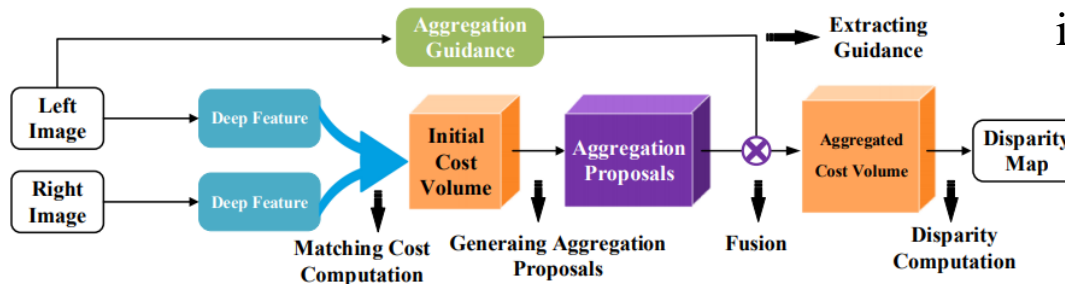 Aggregation
Guidance
Extracting
Guidance
i
Left
Image
Deep Feature
Initial
Cost
Volume
Aggregation
Proposals
Aggregated
Cost Volume
Disparity
Map
Right
Image
Deep Feature
Matching Cost
Computation
Generaing Aggregation
Proposals
Fusion
Disparity
Computation